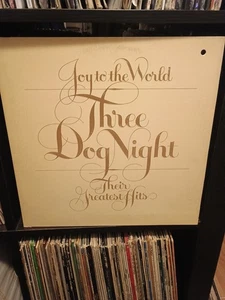 Joy to the World
Three
Dog Night
Their
Greatest Hits